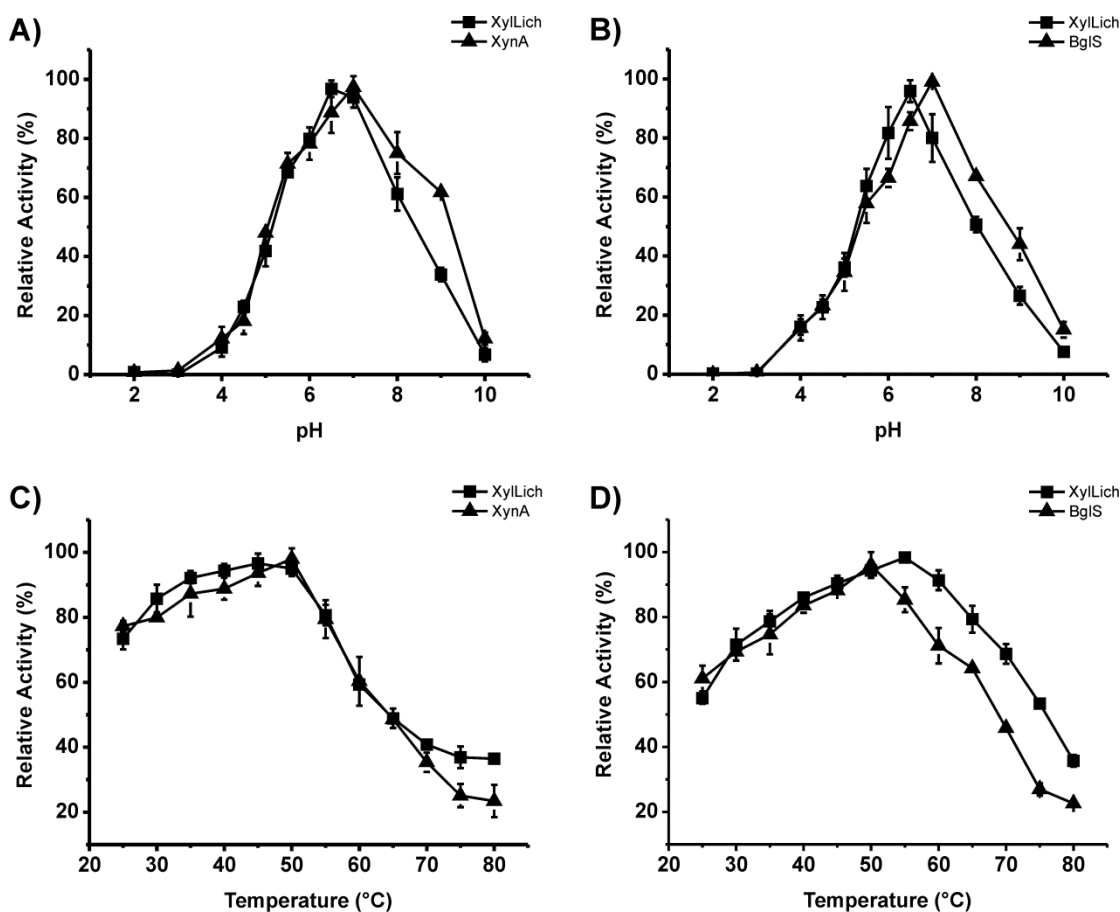 A)
XylLich
XynA
Relative Activity (%)
100
80
60
40
20
0
2 4 6 8 10
pH
B)
XylLich
BglS
Relative Activity (%)
100
80
60
40
20
0
2 4 6 8 10
pH
C)
XylLich
XynA
Relative Activity (%)
100
80
60
40
20
20 30 40 50 60 70 80
Temperature (°C)
D)
XylLich
BglS
Relative Activity (%)
100
80
60
40
20
20 30 40 50 60 70 80
Temperature (°C)